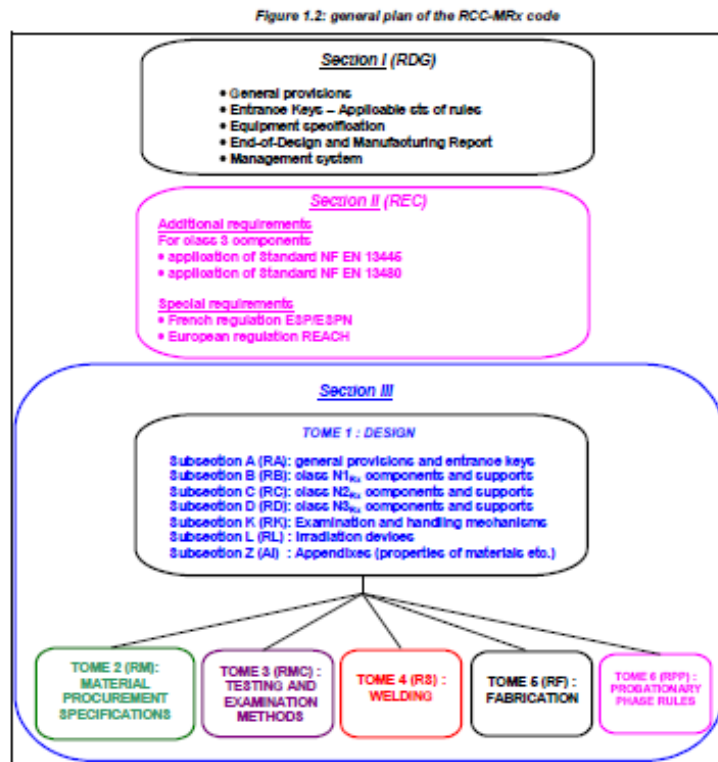 Figure 1.2: general plan of the RCC-MRx code
Section I (RDG)
• General provisions
• Entrance Keys – Applicable sts of rules
• Equipment specification
• End-of-Design and Manufacturing Report
• Management system
Section II (REC)
Additional requirements
For class 3 components
• application of Standard NF EN 13445
• application of Standard NF EN 13480
Special requirements
• French regulation ESP/ESPN
• European regulation REACH
Section III
TOME 1 : DESIGN
Subsection A (RA): general provisions and entrance keys
Subsection B (RB): class N1Rx components and supports
Subsection C (RC): class N2Rx components and supports
Subsection D (RD): class N3Rx components and supports
Subsection K (RK): Examination and handling mechanisms
Subsection L (RL): Irradiation devices
Subsection Z (AI) : Appendixes (properties of materials etc.)
TOME 2 (RM):
MATERIAL
PROCUREMENT
SPECIFICATIONS
TOME 3 (RMC) :
TESTING AND
EXAMINATION
METHODS
TOME 4 (RS) :
WELDING
TOME 5 (RF) :
FABRICATION
TOME 6 (RPP) :
PROBATIONARY
PHASE RULES